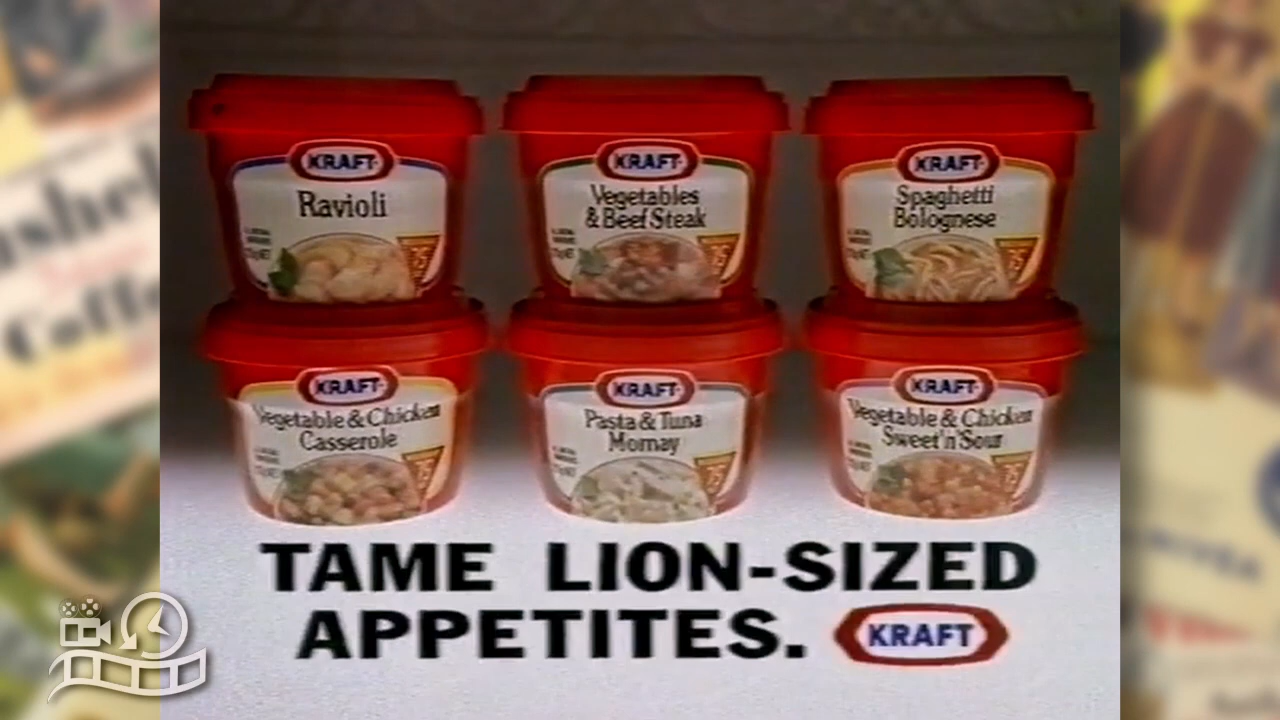 KRAFT
Ravioli
KRAFT
Vegetables
& Beef Steak
KRAFT
Spaghetti
Bolognese
KRAFT
Vegetable & Chicken
Casserole
KRAFT
Pasta & Tuna
Mornay
KRAFT
Vegetable & Chicken
Sweet 'n' Sour
TAME LION-SIZED
APPETITES. KRAFT